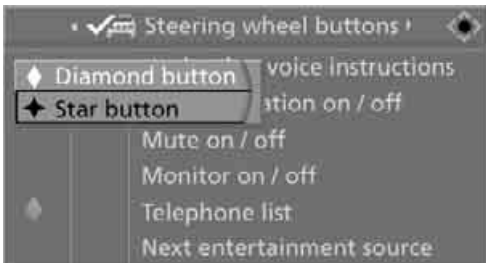 Steering wheel buttons
voice instructions
Diamond button
Star button
on / off
Mute on / off
Monitor on / off
Telephone list
Next entertainment source